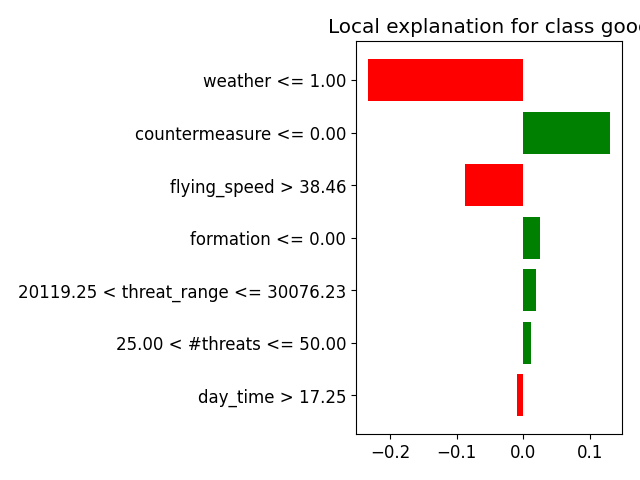 Local explanation for class good
weather <= 1.00
countermeasure <= 0.00
flying_speed > 38.46
formation <= 0.00
20119.25 < threat_range <= 30076.23
25.00 < #threats <= 50.00
day_time > 17.25
−0.2 −0.1 0.0 0.1